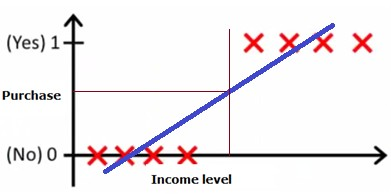 (Yes) 1
Purchase
(No) 0
Income level